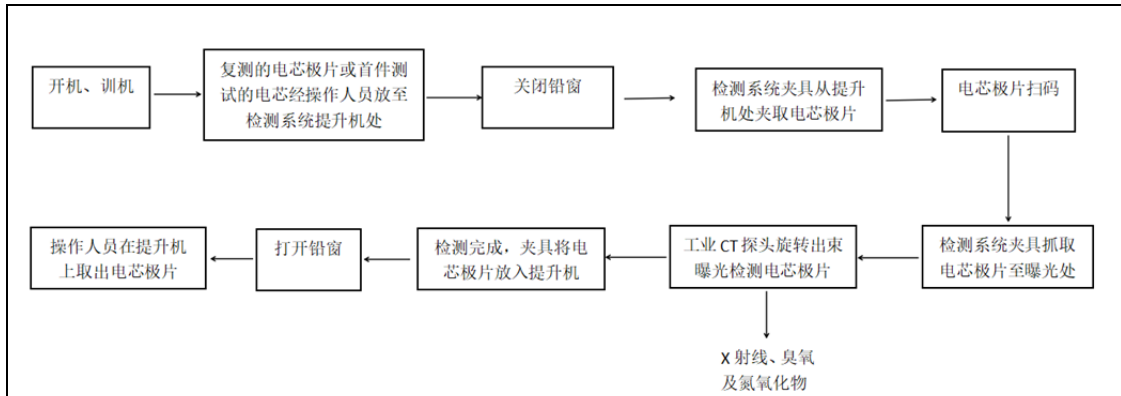 开机、训机
复测的电芯极片或首件测
试的电芯经操作人员放至
检测系统提升机处
关闭铅窗
检测系统夹具从提升
机处夹取电芯极片
电芯极片扫码
检测系统夹具抓取
电芯极片至曝光处
工业 CT 探头旋转出束
曝光检测电芯极片
检测完成，夹具将电
芯极片放入提升机
打开铅窗
操作人员在提升机
上取出电芯极片
X 射线、臭氧
及氮氧化物